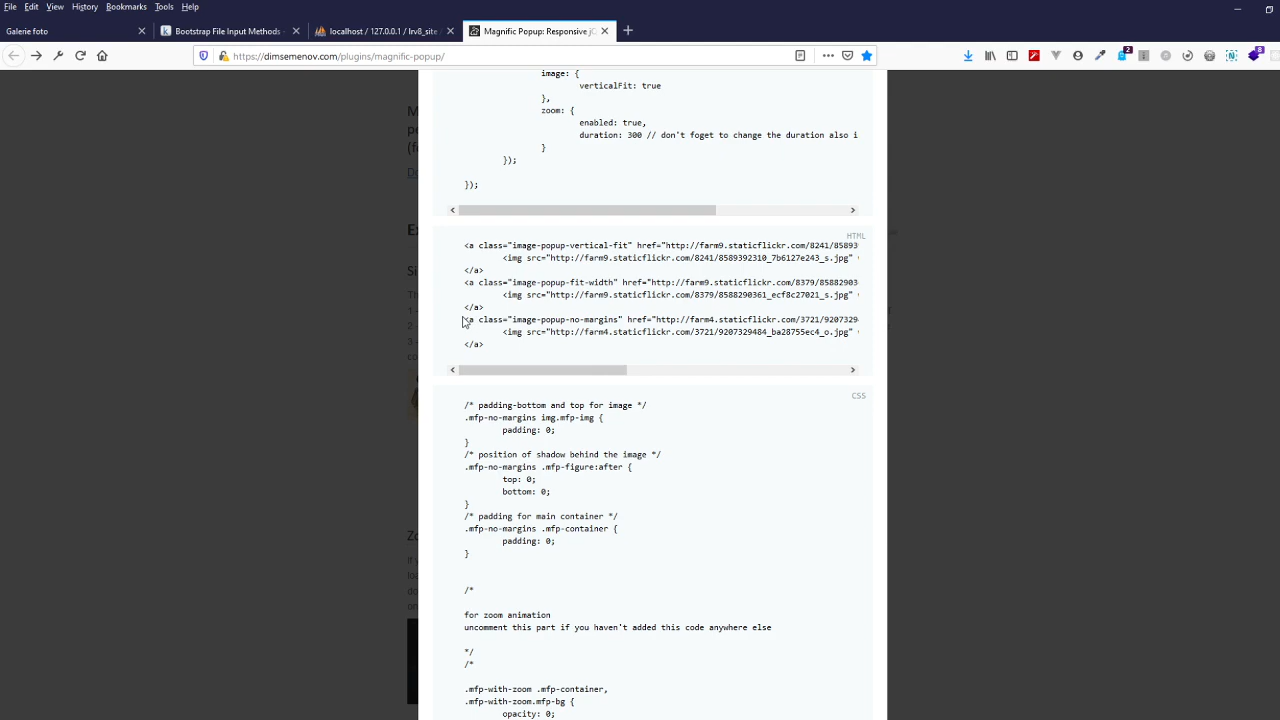 File Edit View History Bookmarks Tools Help
Galerie foto
Bootstrap File Input Methods -
localhost / 127.0.0.1 / lrv8_site
Magnific Popup: Responsive jQ
https://dimsemenov.com/plugins/magnific-popup/
2
8
image: {
verticalFit: true
},
zoom: {
enabled: true,
duration: 300 // don't foget to change the duration also i
}
});
});
HTML
<a class="image-popup-vertical-fit" href="http://farm9.staticflickr.com/8241/85893
<img src="http://farm9.staticflickr.com/8241/8589392310_7b6127e243_s.jpg"
</a>
<a class="image-popup-fit-width" href="http://farm9.staticflickr.com/8379/85882903
<img src="http://farm9.staticflickr.com/8379/8588290361_ecf8c27021_s.jpg"
</a>
<a class="image-popup-no-margins" href="http://farm4.staticflickr.com/3721/9207329
<img src="http://farm4.staticflickr.com/3721/9207329484_ba28755ec4_o.jpg"
</a>
CSS
/* padding-bottom and top for image */
.mfp-no-margins img.mfp-img {
padding: 0;
}
/* position of shadow behind the image */
.mfp-no-margins .mfp-figure:after {
top: 0;
bottom: 0;
}
/* padding for main container */
.mfp-no-margins .mfp-container {
padding: 0;
}
/*
for zoom animation
uncomment this part if you haven't added this code anywhere else
*/
/*
.mfp-with-zoom .mfp-container,
.mfp-with-zoom.mfp-bg {
opacity: 0;